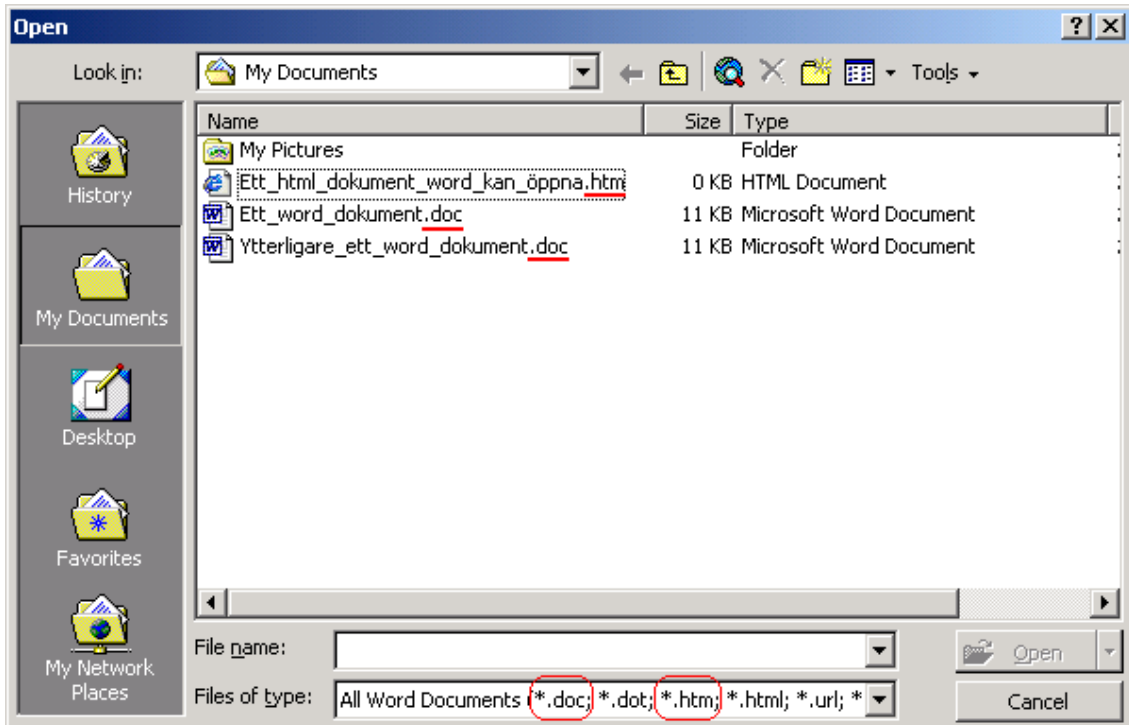 Open
Look in: My Documents Tools
Name Size Type
My Pictures Folder
Ett_html_dokument_word_kan_öppna.htm 0 KB HTML Document
Ett_word_dokument.doc 11 KB Microsoft Word Document
Ytterligare_ett_word_dokument.doc 11 KB Microsoft Word Document
History
My Documents
Desktop
Favorites
My Network
Places
File name: Open
Files of type: All Word Documents (*.doc; *.dot; *.htm; *.html; *.url; * Cancel